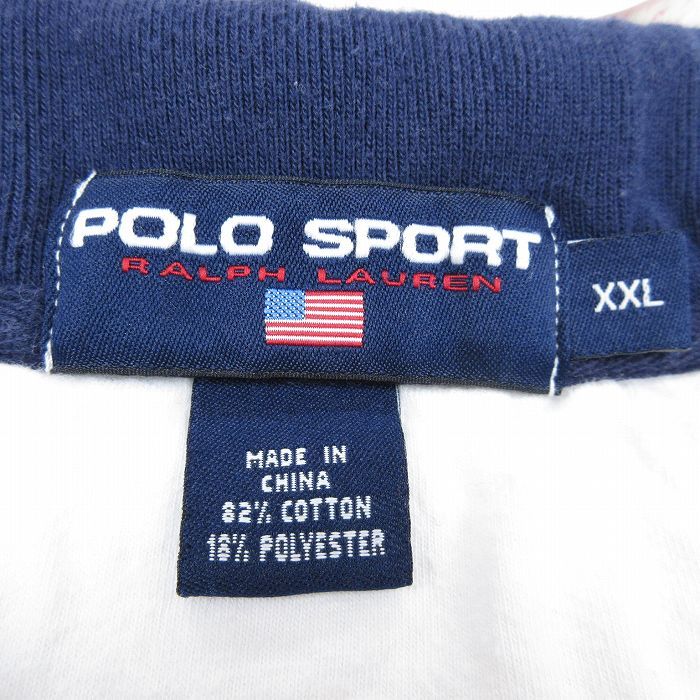 POLO SPORT
RALPH LAUREN
XXL
MADE IN
CHINA
82% COTTON
18% POLYESTER